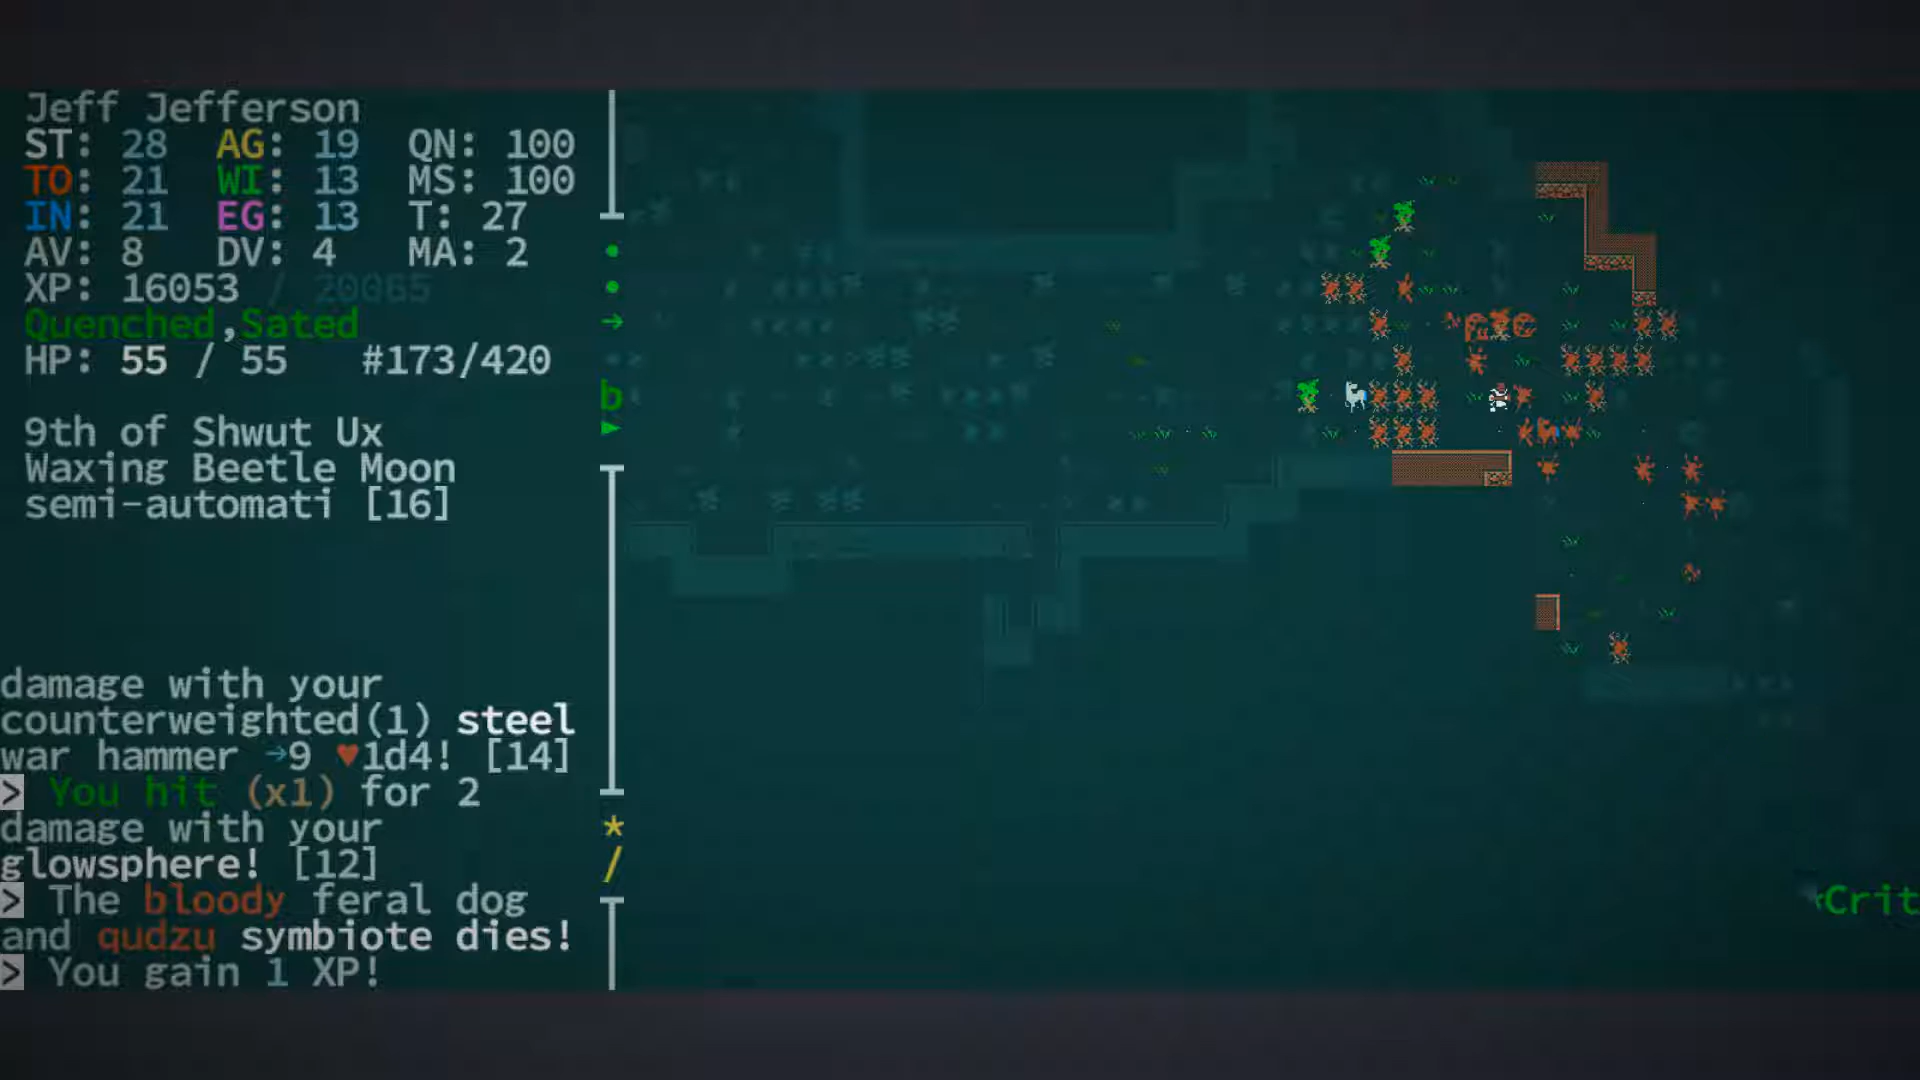 Jeff Jefferson
ST: 28 AG: 19 QN: 100
TO: 21 WI: 13 MS: 100
IN: 21 EG: 13 T: 27
AV: 8 DV: 4 MA: 2
XP: 16053 / 20065
Quenched,Sated
HP: 55 / 55 #173/420
9th of Shwut Ux
Waxing Beetle Moon
semi-automati [16]
damage with your
counterweighted(1) steel
war hammer →9 ♥1d4! [14]
> You hit (x1) for 2
damage with your
glowsphere! [12]
> The bloody feral dog
and qudzu symbiote dies!
> You gain 1 XP!
b
*
/
Crit